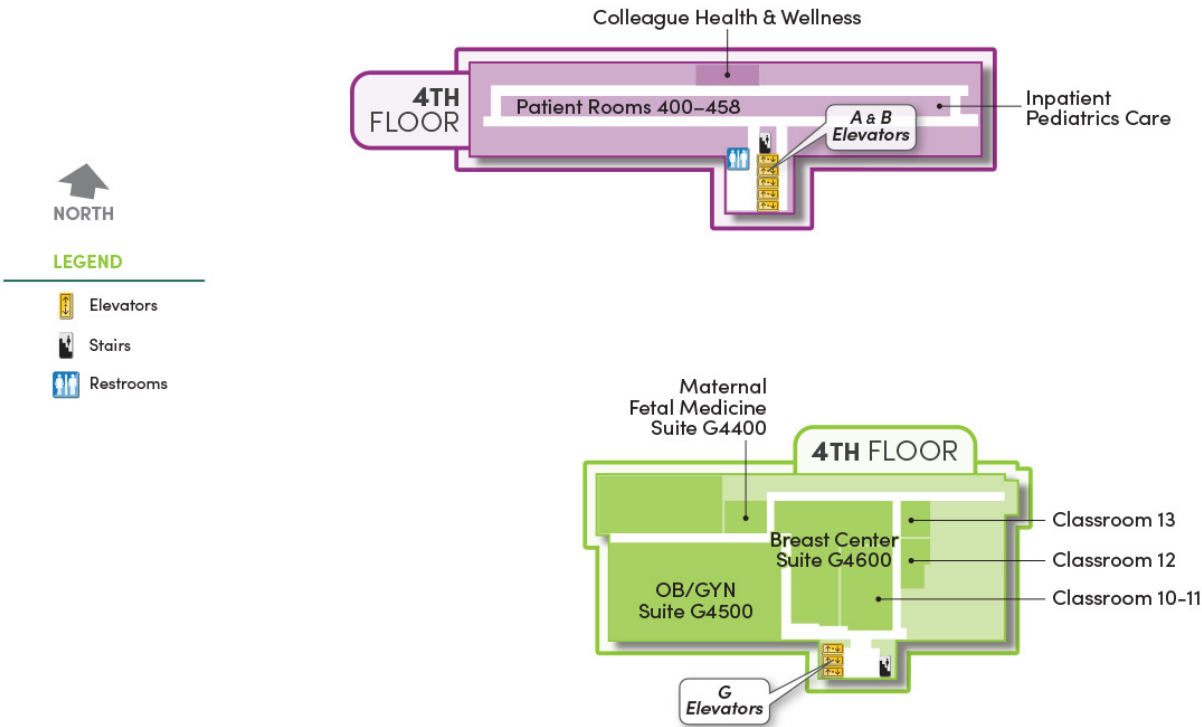 Colleague Health & Wellness
4TH
FLOOR
Patient Rooms 400–458
A & B
Elevators
Inpatient
Pediatrics Care
NORTH
LEGEND
Elevators
Stairs
Restrooms
Maternal
Fetal Medicine
Suite G4400
4TH FLOOR
Breast Center
Suite G4600
OB/GYN
Suite G4500
Classroom 13
Classroom 12
Classroom 10-11
G
Elevators